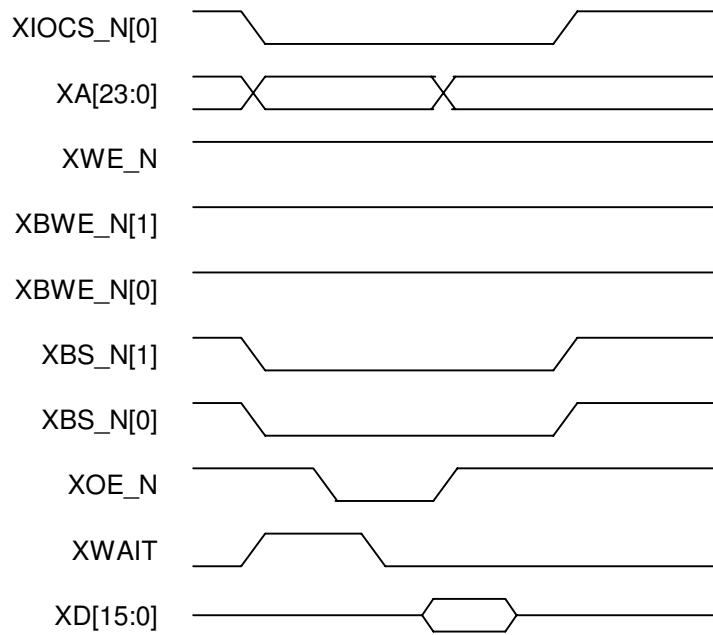 XIOCS_N[0]
XA[23:0]
XWE_N
XBWE_N[1]
XBWE_N[0]
XBS_N[1]
XBS_N[0]
XOE_N
XWAIT
XD[15:0]